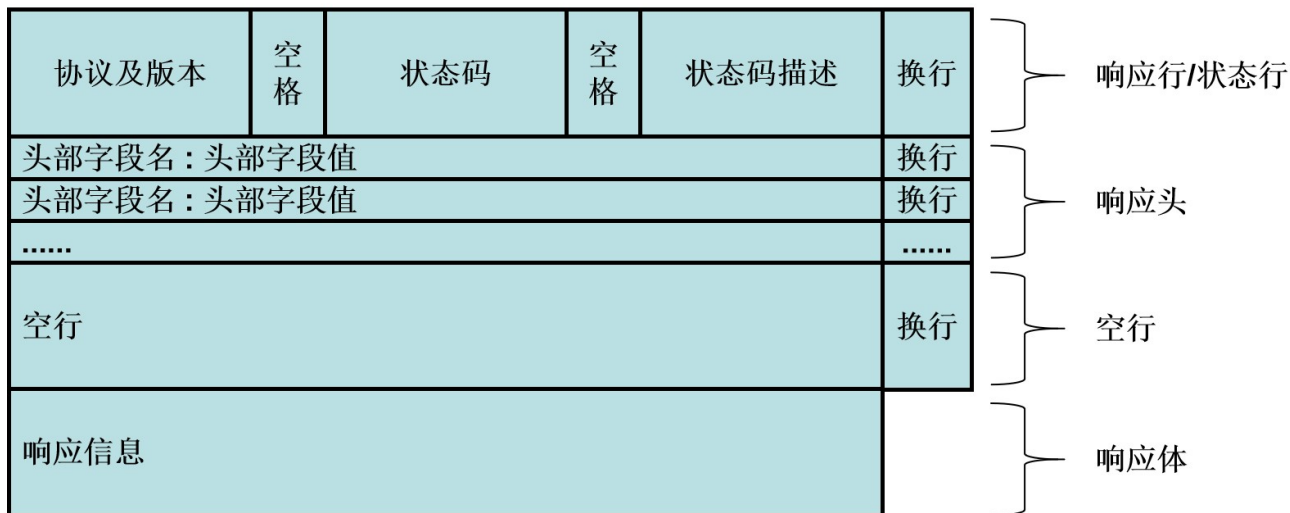 协议及版本 空格 状态码 空格 状态码描述 换行 响应行/状态行
头部字段名：头部字段值 换行
头部字段名：头部字段值 换行 响应头
...... ......
空行 换行 空行
响应信息 响应体